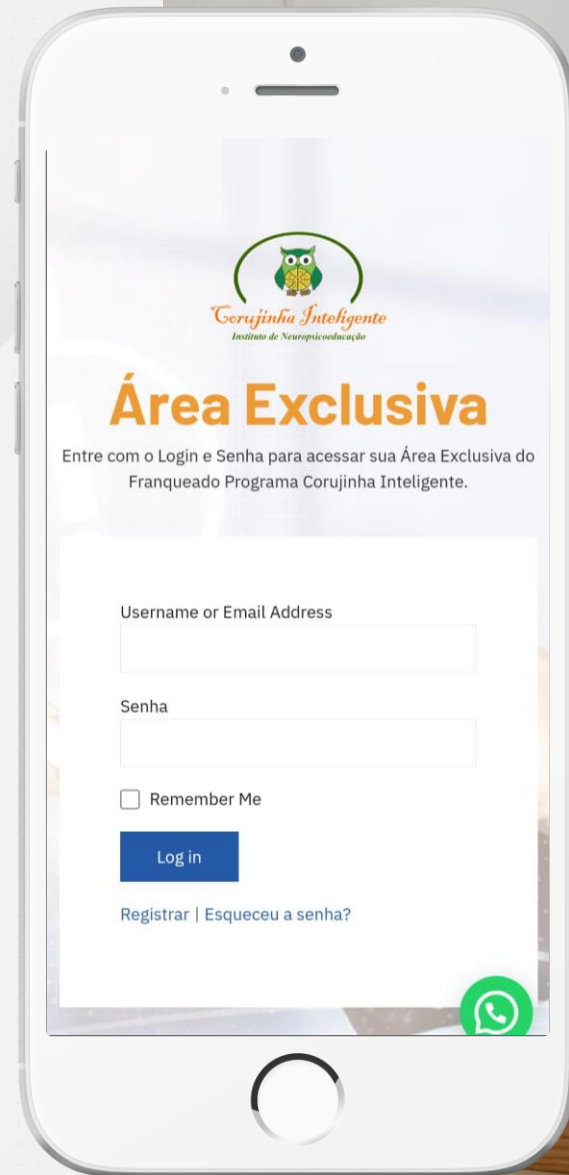 Corujinha Inteligente
Instituto de Neuropsicoeducação
Área Exclusiva
Entre com o Login e Senha para acessar sua Área Exclusiva do
Franqueado Programa Corujinha Inteligente.
Username or Email Address
Senha
Remember Me
Log in
Registrar | Esqueceu a senha?